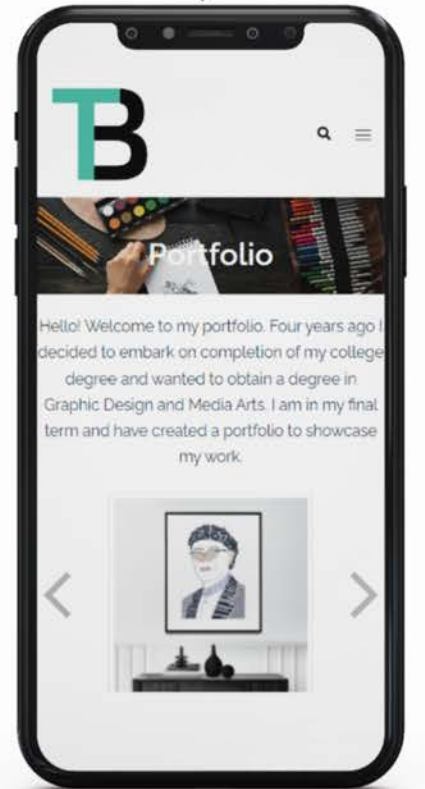 TB
Portfolio
Hello! Welcome to my portfolio. Four years ago I
decided to embark on completion of my college
degree and wanted to obtain a degree in
Graphic Design and Media Arts. I am in my final
term and have created a portfolio to showcase
my work.